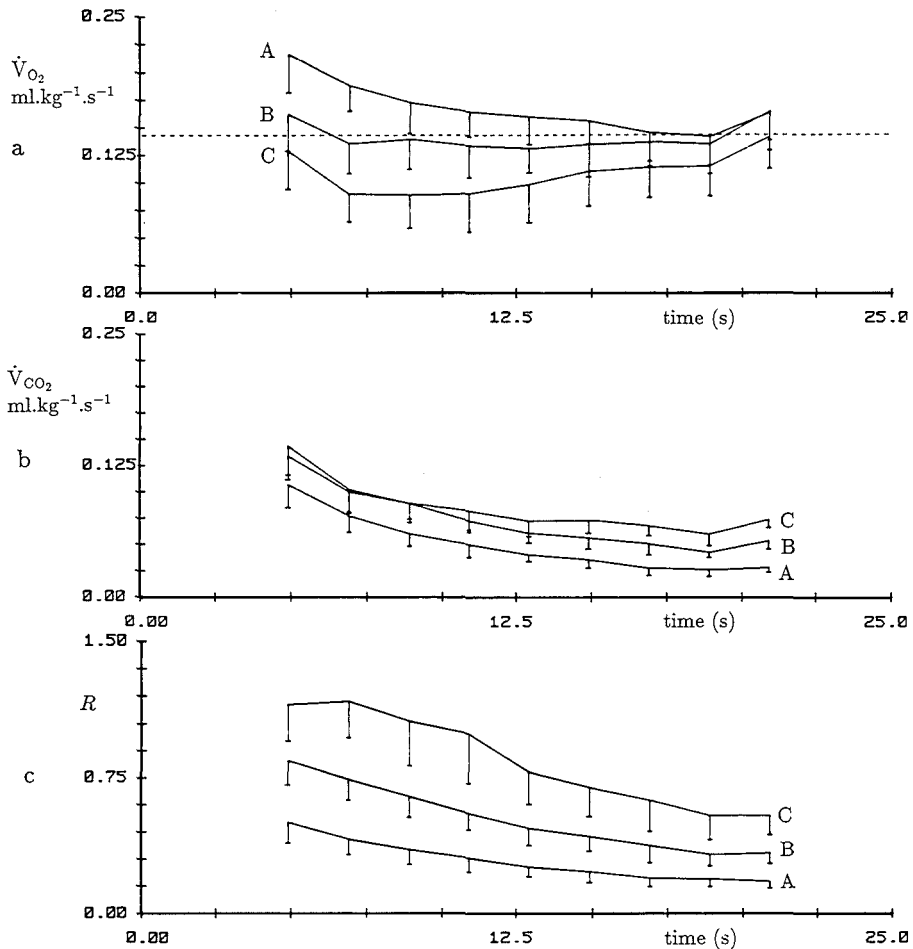 0.25
A
V̇O₂
ml.kg⁻¹.s⁻¹
B
a
0.125
C
0.00
0.0
12.5
time (s)
25.0
0.25
V̇CO₂
ml.kg⁻¹.s⁻¹
b
0.125
C
B
A
0.00
0.00
12.5
time (s)
25.0
1.50
R
c
0.75
C
B
A
0.00
0.00
12.5
time (s)
25.0